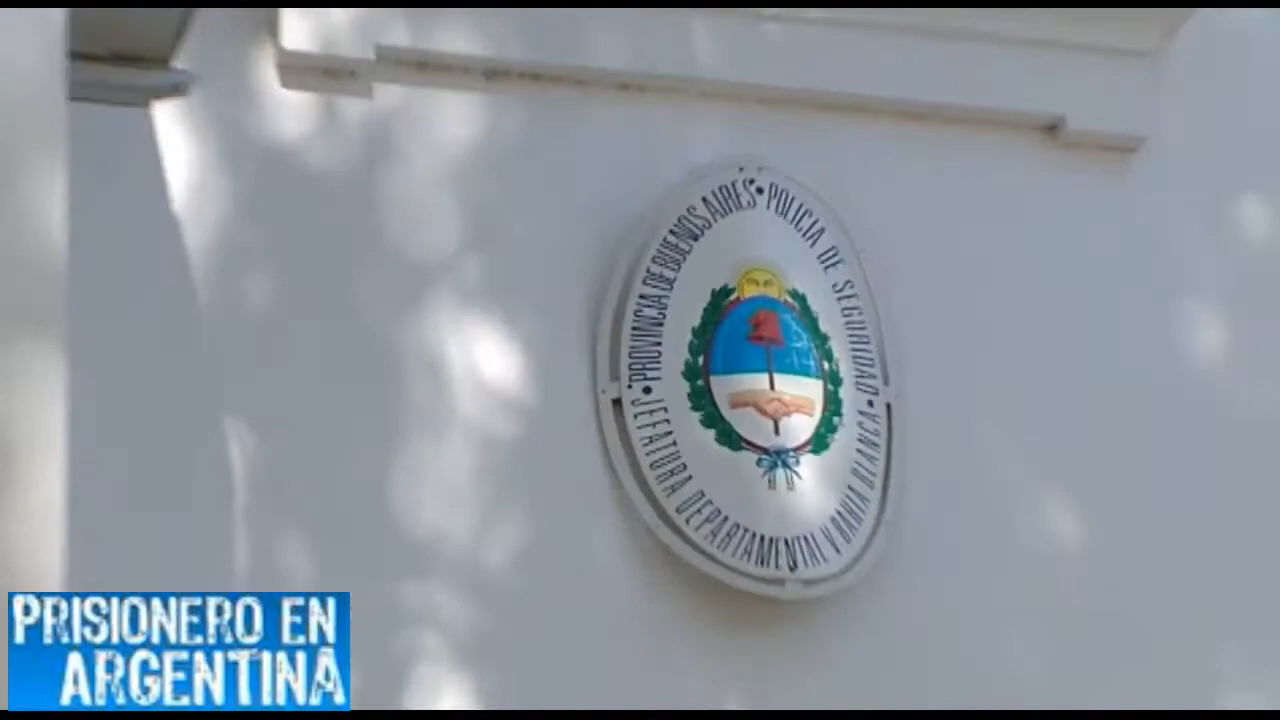 PROVINCIA DE BUENOS AIRES • POLICIA DE SEGURIDAD •
JEFATURA DEPARTAMENTAL V BAHIA BLANCA •
PRISIONERO EN
ARGENTINA